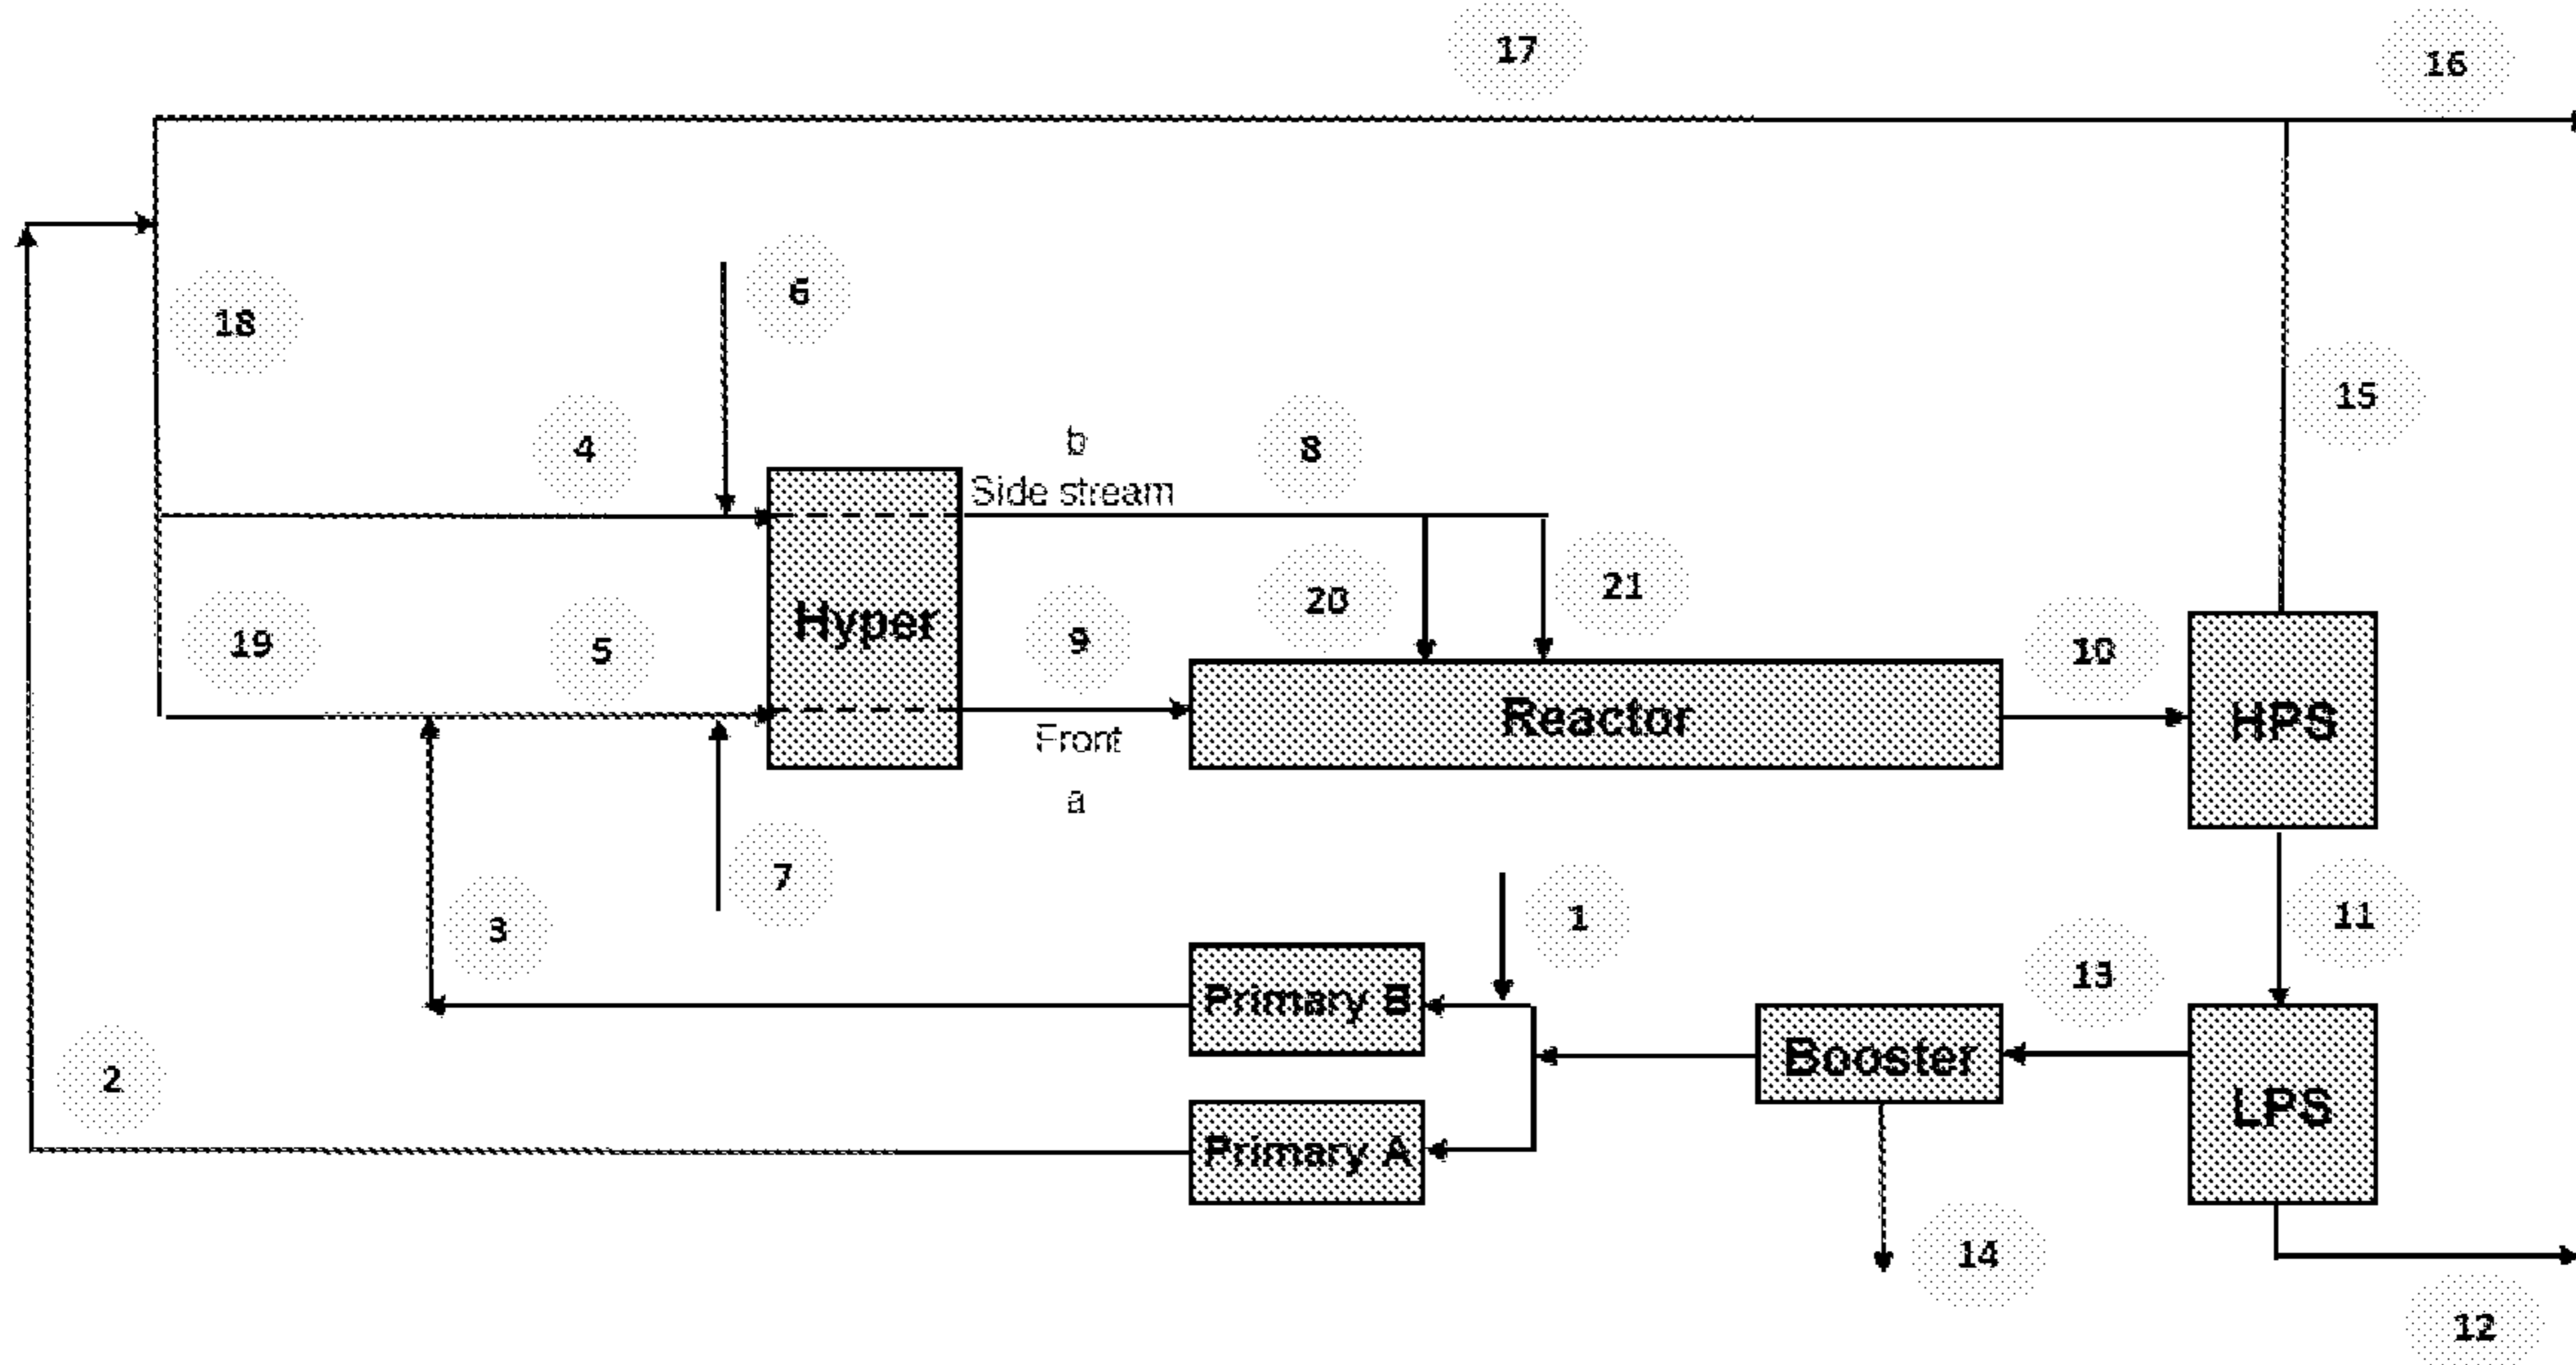 17
16
18
6
15
4
b
8
Side stream
20
21
19
5
Hyper
9
10
Reactor
HPS
Front
a
7
3
1
11
13
Primary B
Booster
2
LPS
Primary A
14
12